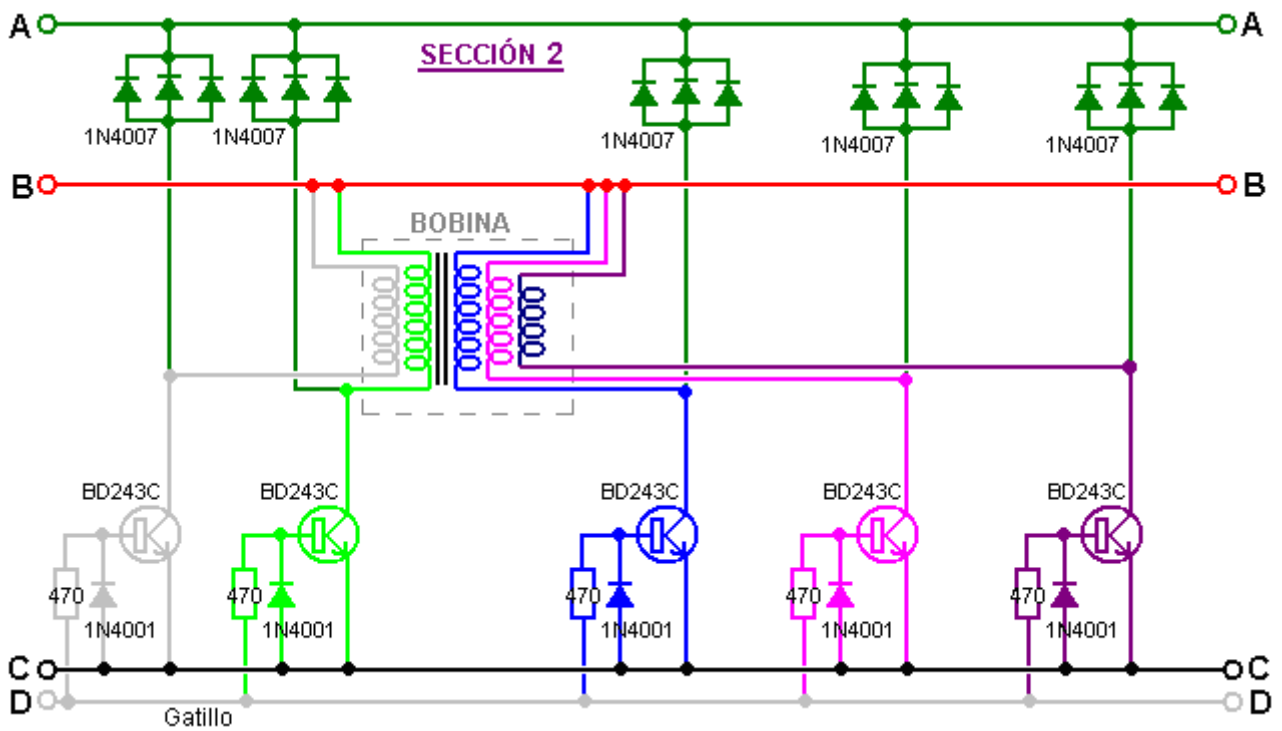 A A
SECCIÓN 2
1N4007 1N4007 1N4007 1N4007 1N4007
B B
BOBINA
BD243C BD243C BD243C BD243C BD243C
470 470 470 470 470
1N4001 1N4001 1N4001 1N4001 1N4001
C C
D D
Gatillo